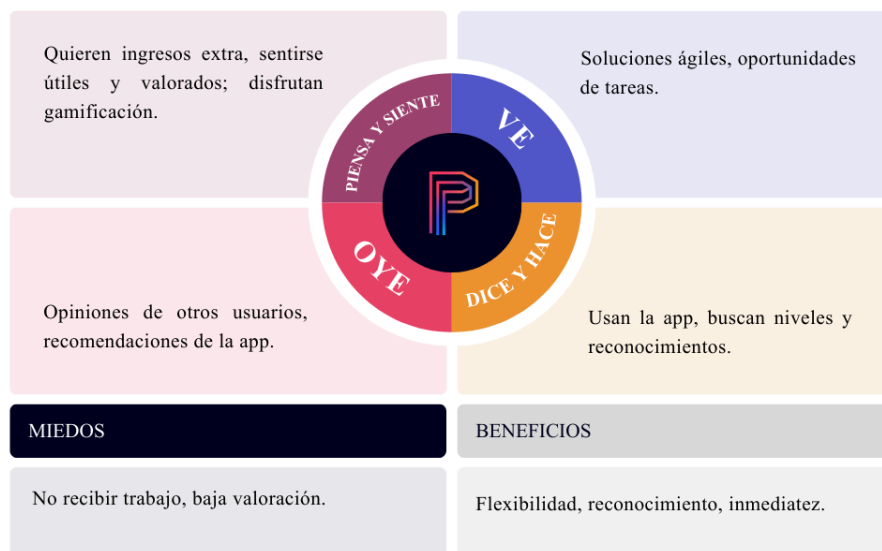 Quieren ingresos extra, sentirse
útiles y valorados; disfrutan
gamificación.
Soluciones ágiles, oportunidades
de tareas.
PIENSA Y SIENTE
VE
OYE
DICE Y HACE
Opiniones de otros usuarios,
recomendaciones de la app.
Usan la app, buscan niveles y
reconocimientos.
MIEDOS
BENEFICIOS
No recibir trabajo, baja valoración.
Flexibilidad, reconocimiento, inmediatez.